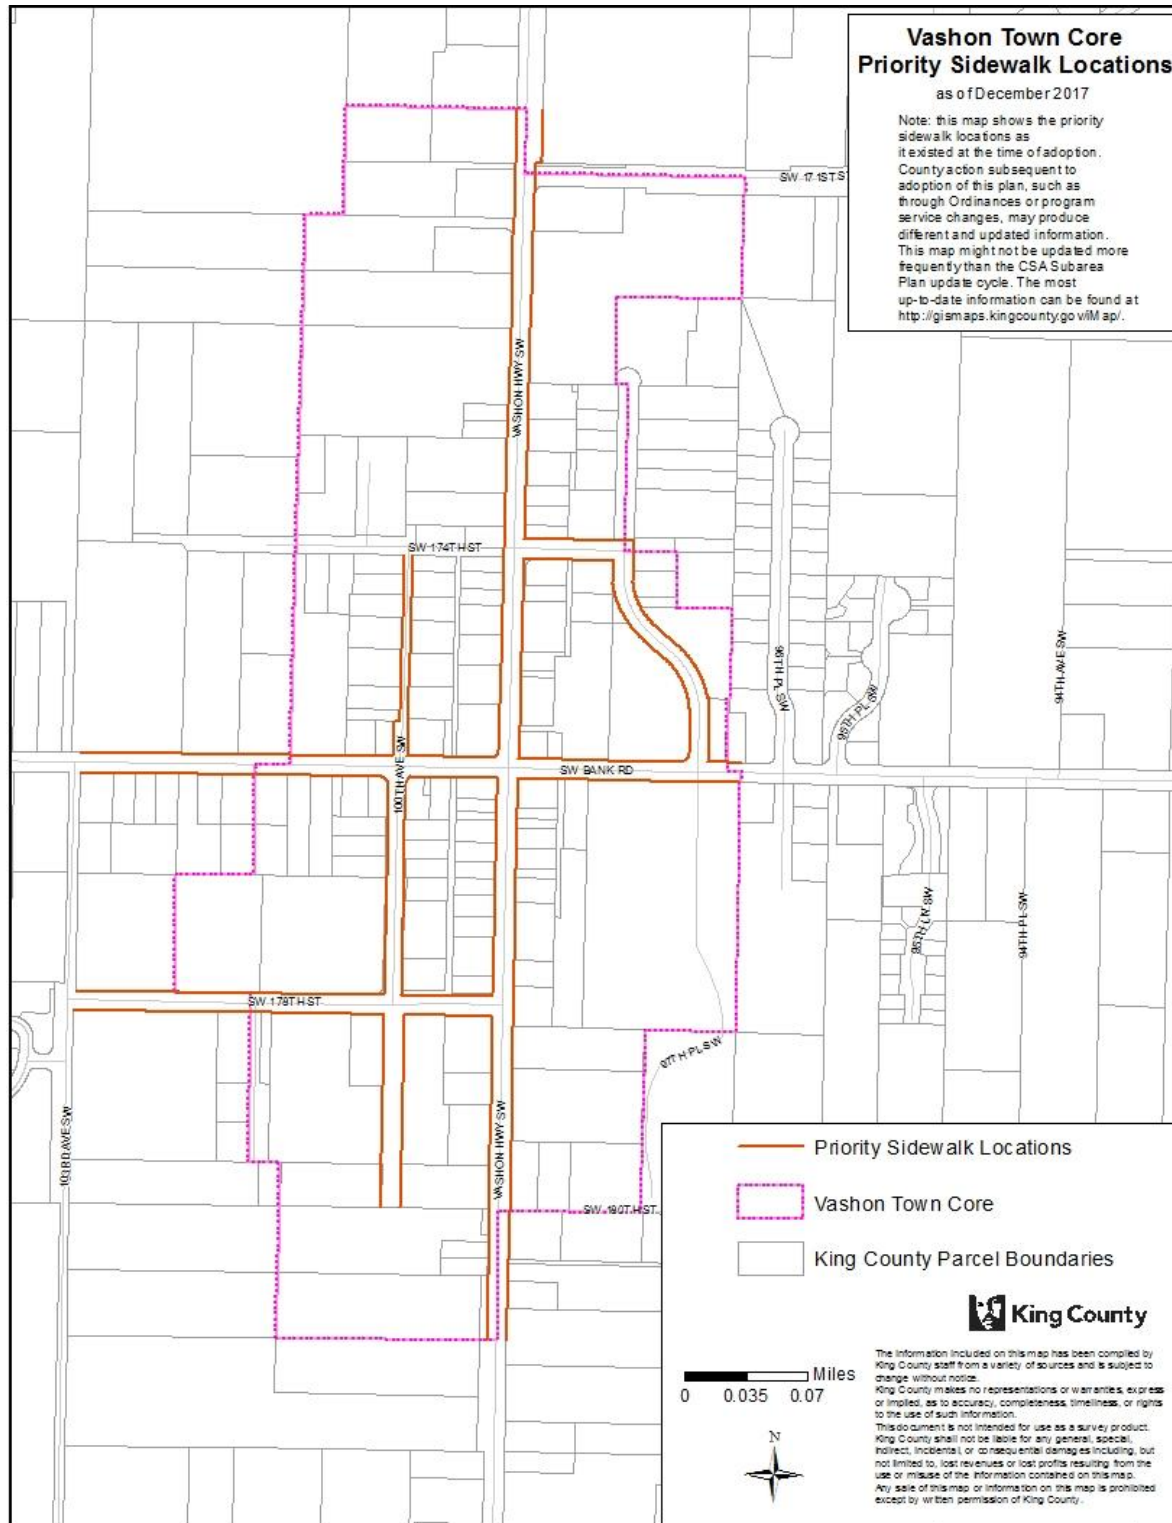 Vashon Town Core
Priority Sidewalk Locations
as of December 2017
Note: this map shows the priority
sidewalk locations as
it existed at the time of adoption.
County action subsequent to
adoption of this plan, such as
through Ordinances or program
service changes, may produce
different and updated information.
This map might not be updated more
frequently than the CSA Subarea
Plan update cycle. The most
up-to-date information can be found at
http://gismaps.kingcounty.gov/iMap/.
SW 171ST ST
VASHON HWY SW
SW 174TH ST
96TH PL SW
95TH PL SW
94TH AVE SW
100TH AVE SW
SW BANK RD
95TH LN SW
94TH PL SW
SW 178TH ST
97TH PL SW
103RD AVE SW
VASHON HWY SW
SW 180TH ST
Priority Sidewalk Locations
Vashon Town Core
King County Parcel Boundaries
King County
Miles
0 0.035 0.07
N
The information included on this map has been compiled by
King County staff from a variety of sources and is subject to
change without notice.
King County makes no representations or warranties, express
or implied, as to accuracy, completeness, timeliness, or rights
to the use of such information.
This document is not intended for use as a survey product.
King County shall not be liable for any general, special,
indirect, incidental, or consequential damages including, but
not limited to, lost revenues or lost profits resulting from the
use or misuse of the information contained on this map.
Any sale of this map or information on this map is prohibited
except by written permission of King County.